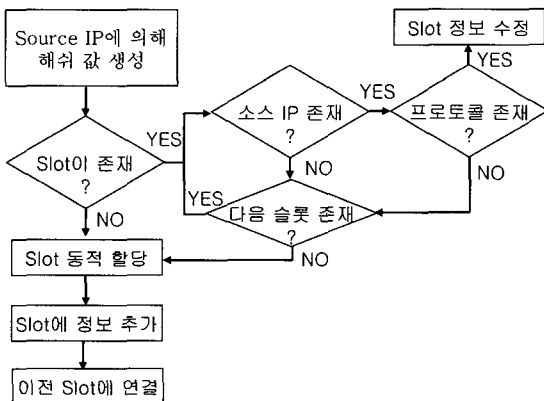 Source IP에 의해
해쉬 값 생성
Slot 정보 수정
YES
소스 IP 존재
?
YES
프로토콜 존재
?
YES
Slot이 존재
?
NO
YES
NO
다음 슬롯 존재
?
NO
NO
Slot 동적 할당
Slot에 정보 추가
이전 Slot에 연결